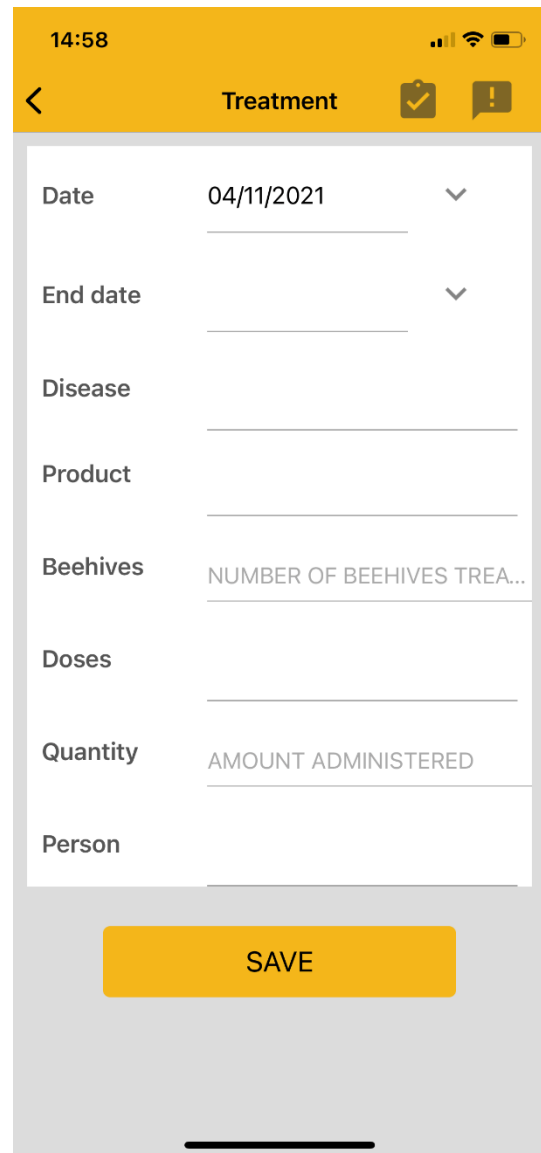 14:58
Treatment
Date 04/11/2021
End date
Disease
Product
Beehives NUMBER OF BEEHIVES TREA...
Doses
Quantity AMOUNT ADMINISTERED
Person
SAVE